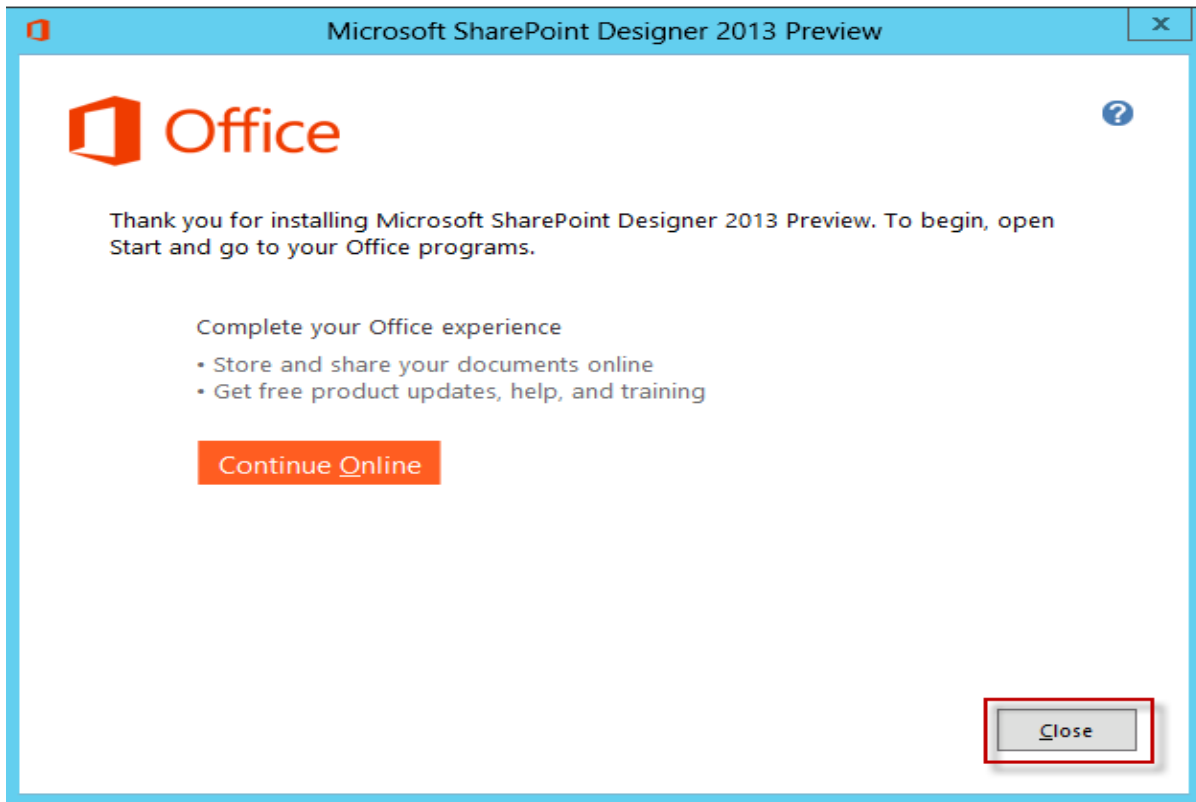 Microsoft SharePoint Designer 2013 Preview
x
Office
?
Thank you for installing Microsoft SharePoint Designer 2013 Preview. To begin, open
Start and go to your Office programs.
Complete your Office experience
• Store and share your documents online
• Get free product updates, help, and training
Continue Online
Close